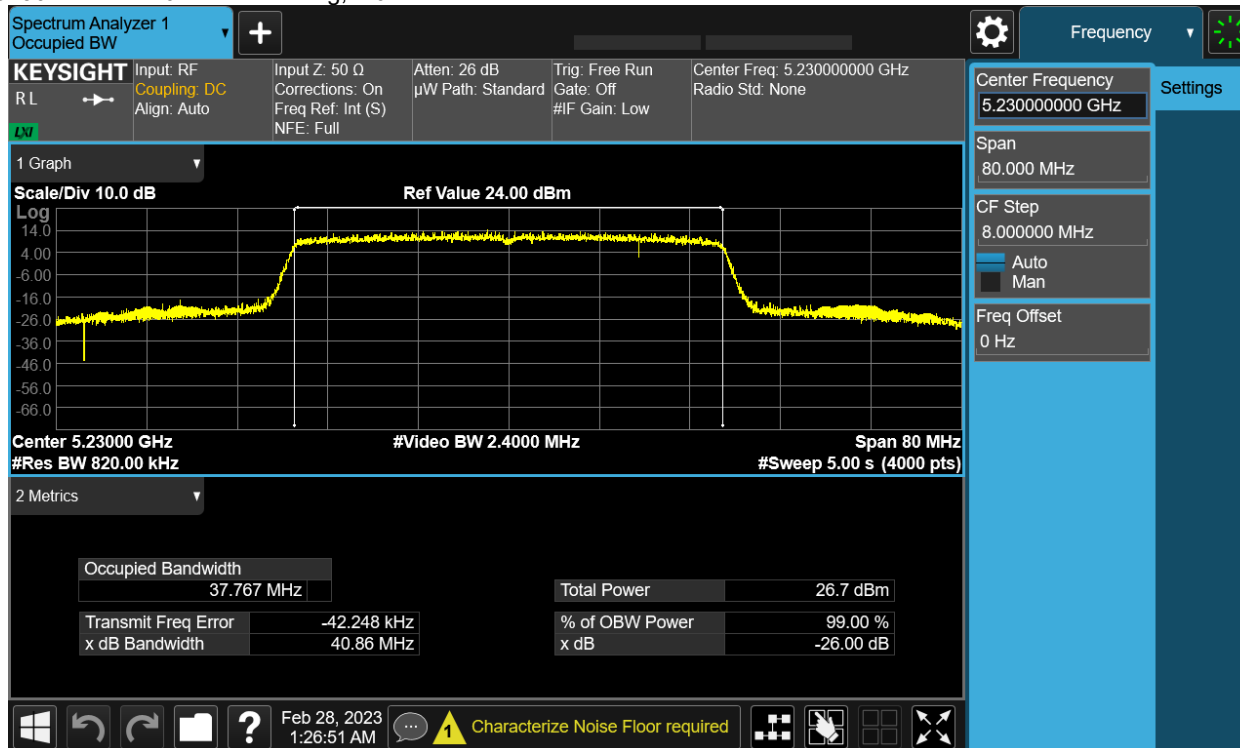 Spectrum Analyzer 1
Occupied BW
+
Frequency
KEYSIGHT
R L
LXI
Input: RF
Coupling: DC
Align: Auto
Input Z: 50 Ω
Corrections: On
Freq Ref: Int (S)
NFE: Full
Atten: 26 dB
µW Path: Standard
Trig: Free Run
Gate: Off
#IF Gain: Low
Center Freq: 5.230000000 GHz
Radio Std: None
Center Frequency
5.230000000 GHz
Settings
Span
80.000 MHz
CF Step
8.000000 MHz
Auto
Man
Freq Offset
0 Hz
1 Graph
Scale/Div 10.0 dB
Ref Value 24.00 dBm
Log
14.0
4.00
-6.00
-16.0
-26.0
-36.0
-46.0
-56.0
-66.0
Center 5.23000 GHz
#Video BW 2.4000 MHz
Span 80 MHz
#Res BW 820.00 kHz
#Sweep 5.00 s (4000 pts)
2 Metrics
Occupied Bandwidth
37.767 MHz
Total Power 26.7 dBm
Transmit Freq Error -42.248 kHz
% of OBW Power 99.00 %
x dB Bandwidth 40.86 MHz
x dB -26.00 dB
?
Feb 28, 2023
1:26:51 AM
1
Characterize Noise Floor required